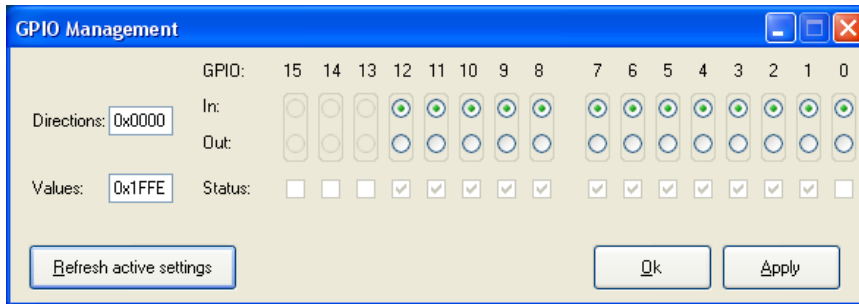 GPIO Management
GPIO: 15 14 13 12 11 10 9 8 7 6 5 4 3 2 1 0
In:
Directions: 0x0000
Out:
Values: 0x1FFE Status:
Refresh active settings Ok Apply